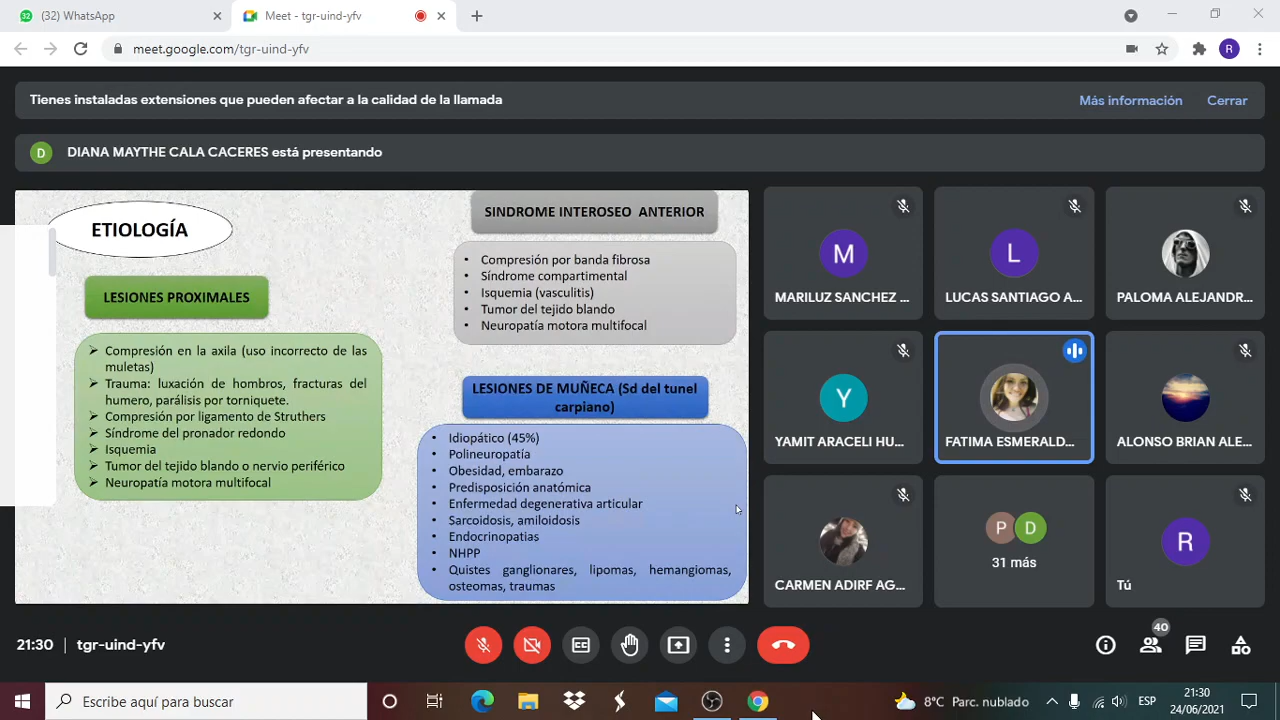 (32) WhatsApp
Meet - tgr-uind-yfv
meet.google.com/tgr-uind-yfv
R
Tienes instaladas extensiones que pueden afectar a la calidad de la llamada
Más información
Cerrar
D
DIANA MAYTHE CALA CACERES está presentando
ETIOLOGÍA
LESIONES PROXIMALES
➢ Compresión en la axila (uso incorrecto de las
muletas)
➢ Trauma: luxación de hombros, fracturas del
humero, parálisis por torniquete.
➢ Compresión por ligamento de Struthers
➢ Síndrome del pronador redondo
➢ Isquemia
➢ Tumor del tejido blando o nervio periférico
➢ Neuropatía motora multifocal
SINDROME INTEROSEO ANTERIOR
• Compresión por banda fibrosa
• Síndrome compartimental
• Isquemia (vasculitis)
• Tumor del tejido blando
• Neuropatía motora multifocal
LESIONES DE MUÑECA (Sd del tunel
carpiano)
• Idiopático (45%)
• Polineuropatía
• Obesidad, embarazo
• Predisposición anatómica
• Enfermedad degenerativa articular
• Sarcoidosis, amiloidosis
• Endocrinopatias
• NHPP
• Quistes ganglionares, lipomas, hemangiomas,
osteomas, traumas
M
MARILUZ SANCHEZ ...
L
LUCAS SANTIAGO A...
PALOMA ALEJANDR...
Y
YAMIT ARACELI HU...
FATIMA ESMERALD...
ALONSO BRIAN ALE...
CARMEN ADIRF AG...
P D
31 más
R
Tú
21:30 | tgr-uind-yfv
40
Escribe aquí para buscar
8°C Parc. nublado
ESP
21:30
24/06/2021